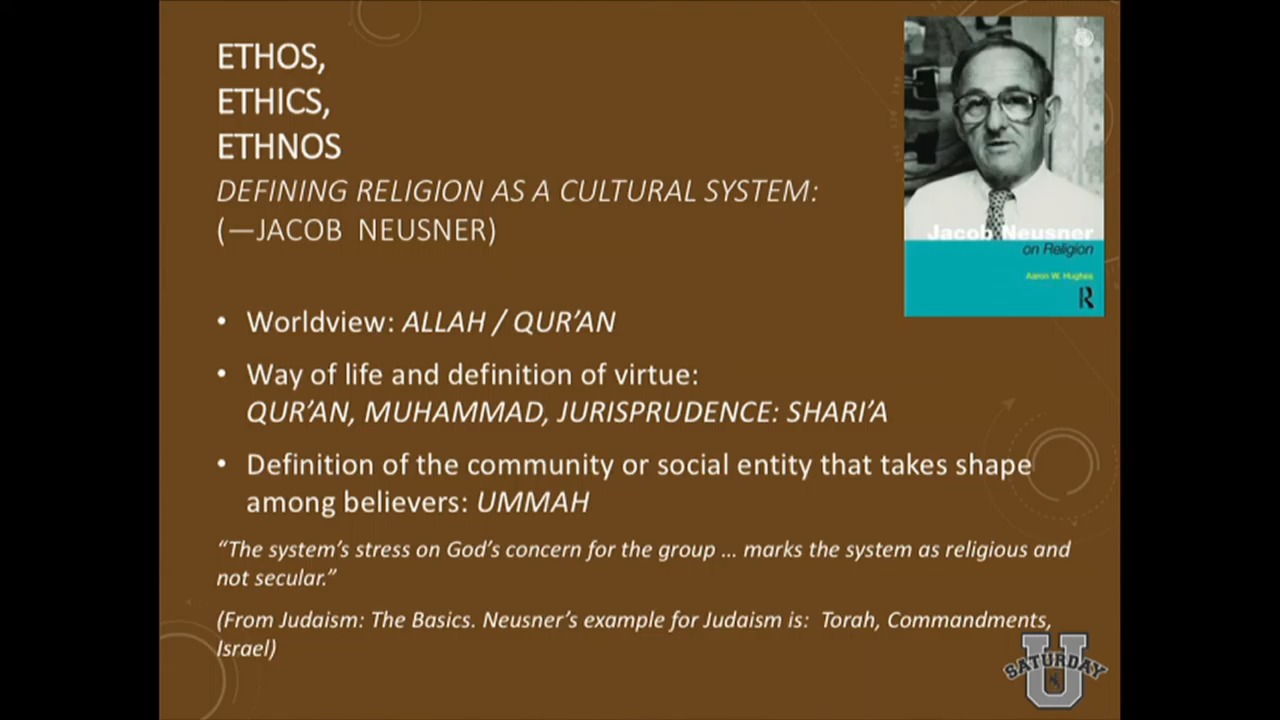 ETHOS,
ETHICS,
ETHNOS
DEFINING RELIGION AS A CULTURAL SYSTEM:
(—JACOB NEUSNER)
Jacob Neusner
on Religion
Aaron W. Hughes
R
• Worldview: ALLAH / QUR’AN
• Way of life and definition of virtue:
QUR’AN, MUHAMMAD, JURISPRUDENCE: SHARI’A
• Definition of the community or social entity that takes shape
among believers: UMMAH
“The system’s stress on God’s concern for the group … marks the system as religious and
not secular.”
(From Judaism: The Basics. Neusner’s example for Judaism is: Torah, Commandments,
Israel)
SATURDAY
U